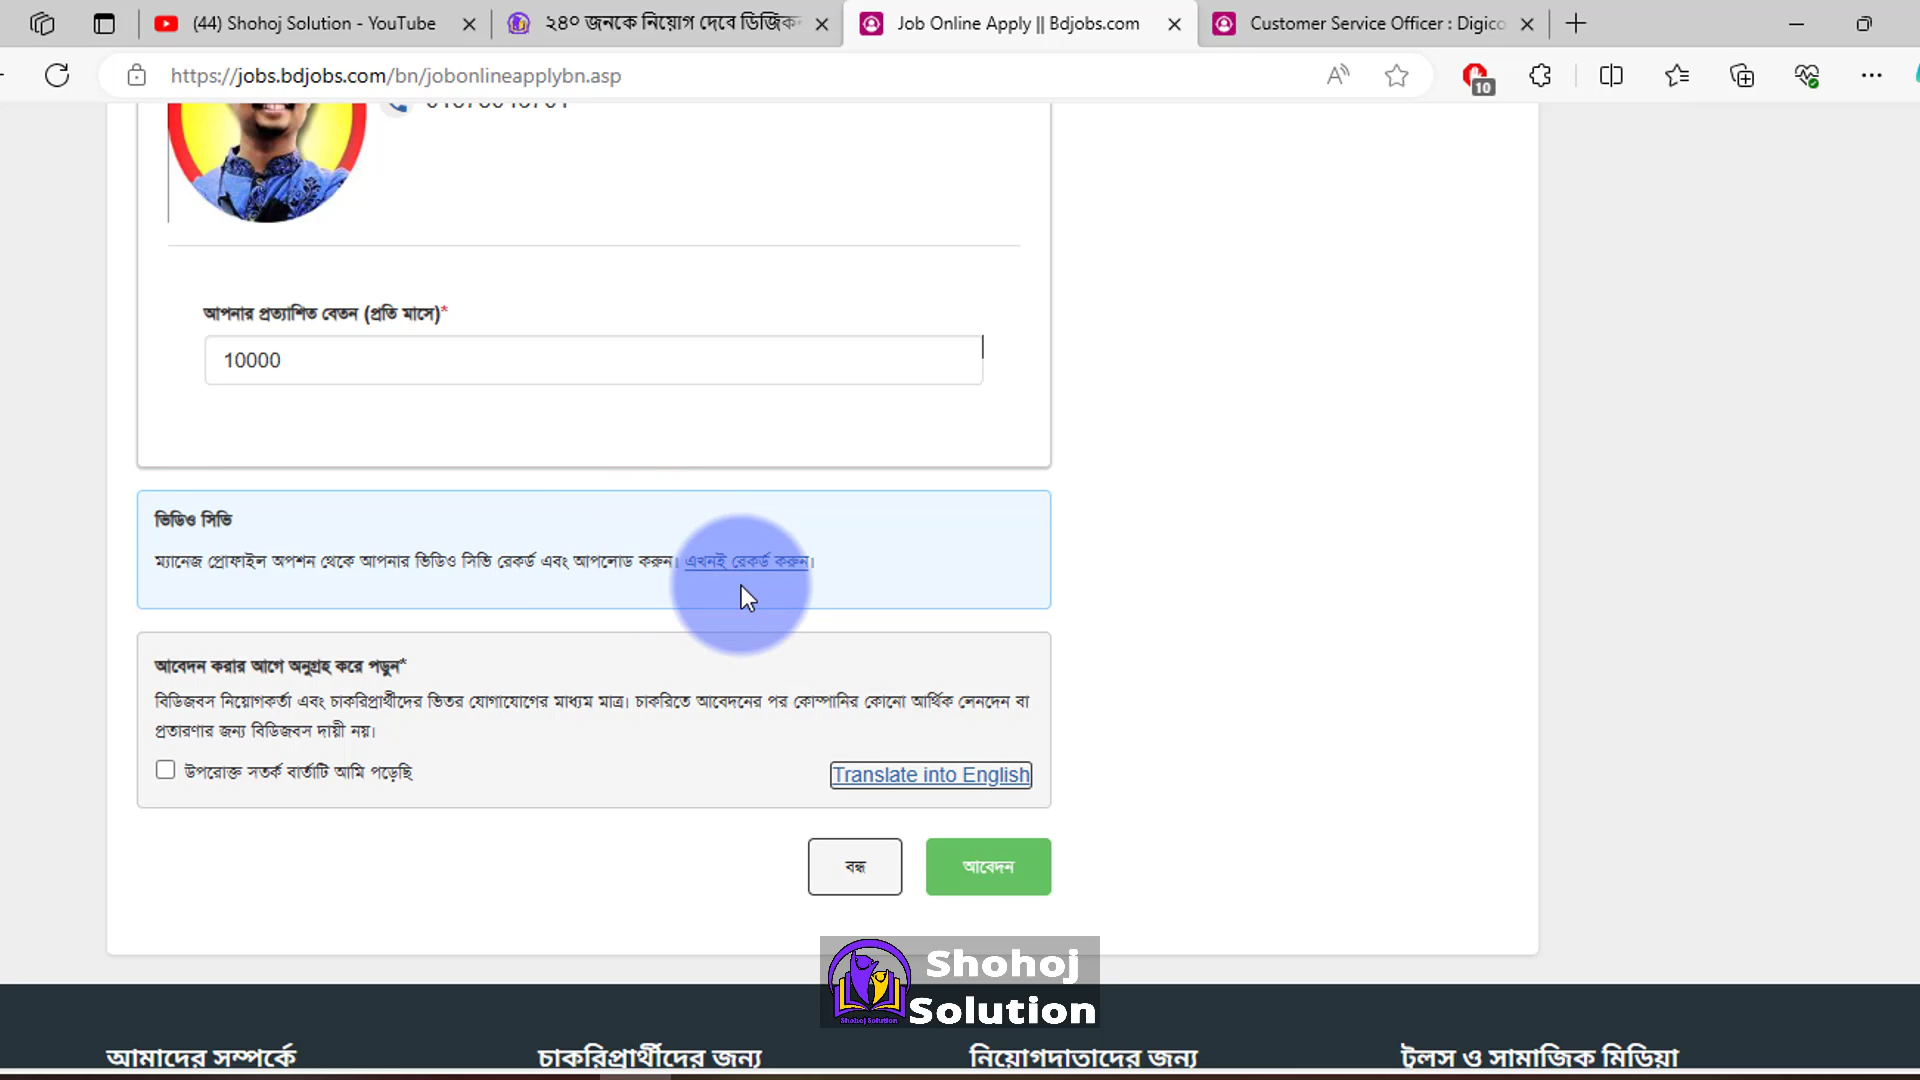 (44) Shohoj Solution - YouTube
২৪০ জনকে নিয়োগ দেবে ডিজিকন
Job Online Apply || Bdjobs.com
Customer Service Officer : Digico
https://jobs.bdjobs.com/bn/jobonlineapplybn.asp
10
আপনার প্রত্যাশিত বেতন (প্রতি মাসে)*
10000
ভিডিও সিভি
ম্যানেজ প্রোফাইল অপশন থেকে আপনার ভিডিও সিভি রেকর্ড এবং আপলোড করুন। এখনই রেকর্ড করুন।
আবেদন করার আগে অনুগ্রহ করে পড়ুন*
বিডিজবস নিয়োগকর্তা এবং চাকরিপ্রার্থীদের ভিতর যোগাযোগের মাধ্যম মাত্র। চাকরিতে আবেদনের পর কোম্পানির কোনো আর্থিক লেনদেন বা
প্রতারণার জন্য বিডিজবস দায়ী নয়।
উপরোক্ত সতর্ক বার্তাটি আমি পড়েছি
Translate into English
বন্ধ
আবেদন
Shohoj
Solution
Shohoj Solution
আমাদের সম্পর্কে
চাকরিপ্রার্থীদের জন্য
নিয়োগদাতাদের জন্য
টুলস ও সামাজিক মিডিয়া